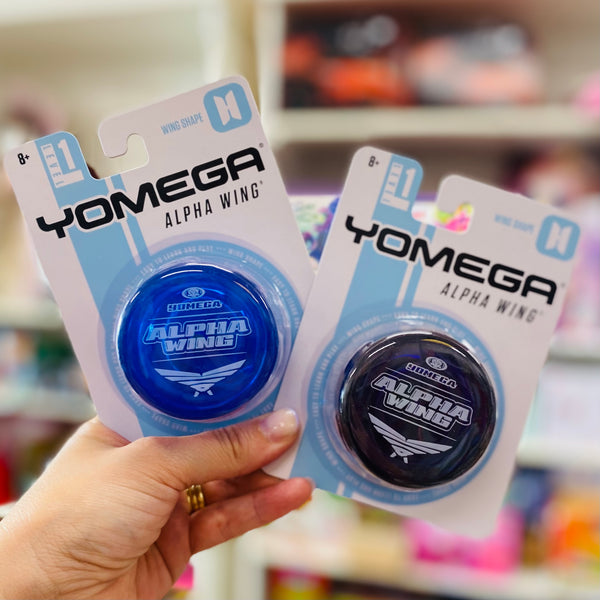 8+
LEVEL 1
WING SHAPE
YOMEGA
ALPHA WING
YOMEGA
ALPHA
WING
8+
LEVEL 1
WING SHAPE
YOMEGA
ALPHA WING
YOMEGA
ALPHA
WING